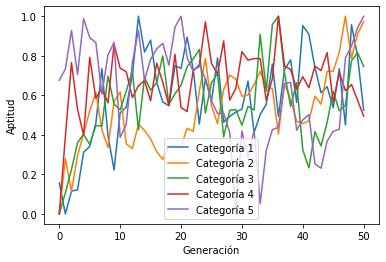 Aptitud
1.0
0.8
0.6
0.4
0.2
0.0
Categoría 1
Categoría 2
Categoría 3
Categoría 4
Categoría 5
0 10 20 30 40 50
Generación